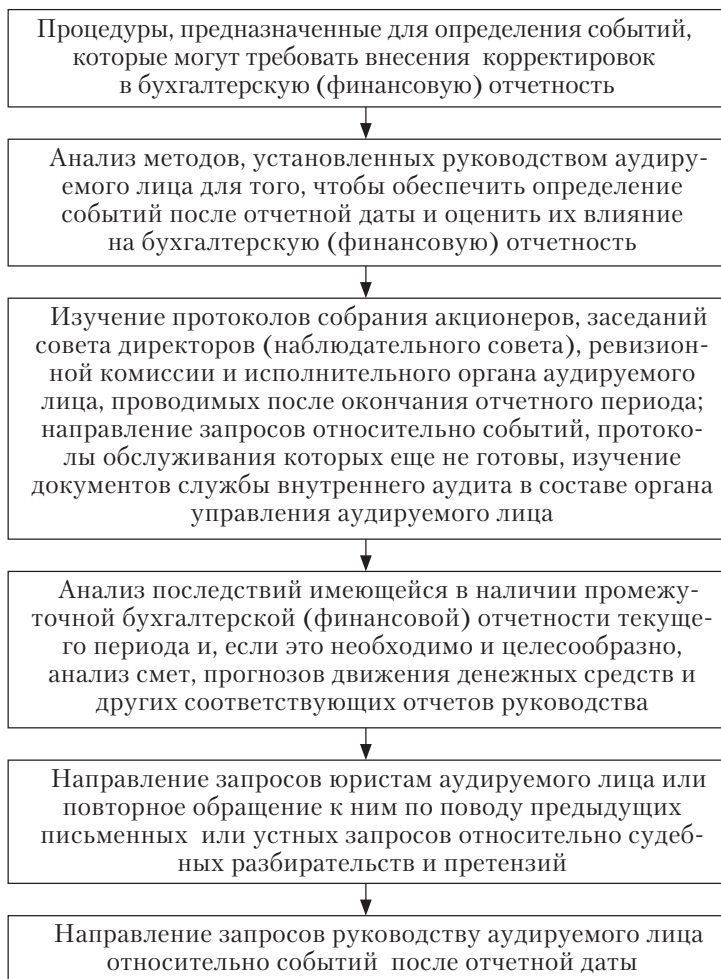 Процедуры, предназначенные для определения событий,
которые могут требовать внесения корректировок
в бухгалтерскую (финансовую) отчетность
Анализ методов, установленных руководством аудиру-
емого лица для того, чтобы обеспечить определение
событий после отчетной даты и оценить их влияние
на бухгалтерскую (финансовую) отчетность
Изучение протоколов собрания акционеров, заседаний
совета директоров (наблюдательного совета), ревизион-
ной комиссии и исполнительного органа аудируемого
лица, проводимых после окончания отчетного периода;
направление запросов относительно событий, прото-
колы обслуживания которых еще не готовы, изучение
документов службы внутреннего аудита в составе органа
управления аудируемого лица
Анализ последствий имеющейся в наличии промежу-
точной бухгалтерской (финансовой) отчетности текуще-
го периода и, если это необходимо и целесообразно,
анализ смет, прогнозов движения денежных средств и
других соответствующих отчетов руководства
Направление запросов юристам аудируемого лица или
повторное обращение к ним по поводу предыдущих
письменных или устных запросов относительно судеб-
ных разбирательств и претензий
Направление запросов руководству аудируемого лица
относительно событий после отчетной даты